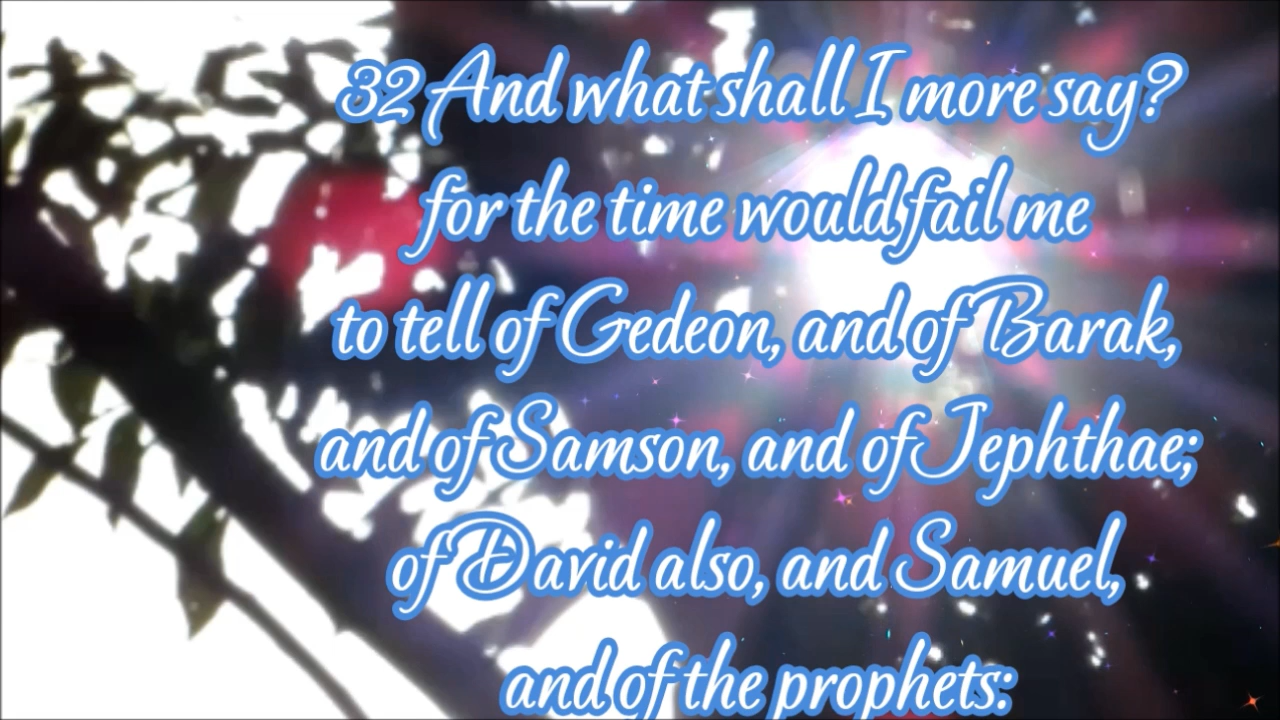 32 And what shall I more say?
for the time would fail me
to tell of Gedeon, and of Barak,
and of Samson, and of Jephthae;
of David also, and Samuel,
and of the prophets: